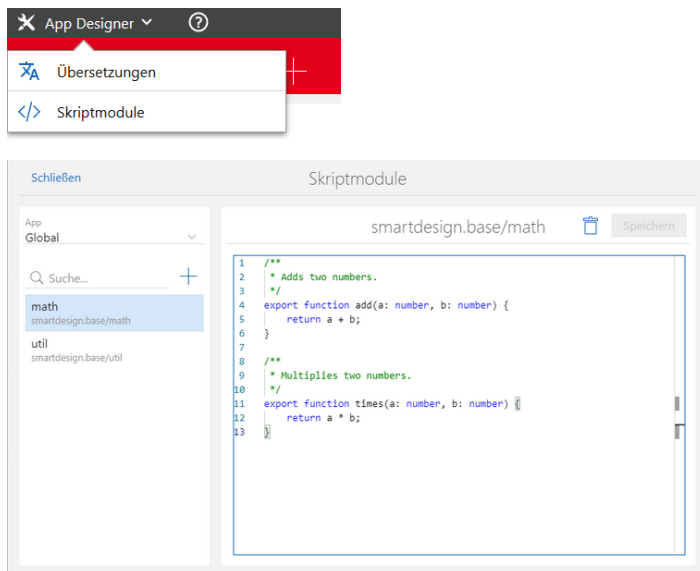 App Designer
Übersetzungen
Skriptmodule
Schließen
Skriptmodule
App
Global
Suche...
math
smartdesign.base/math
util
smartdesign.base/util
smartdesign.base/math
Speichern
1 /**
2  * Adds two numbers.
3  */
4 export function add(a: number, b: number) {
5     return a + b;
6 }
7
8 /**
9  * Multiplies two numbers.
10  */
11 export function times(a: number, b: number) {
12     return a * b;
13 }